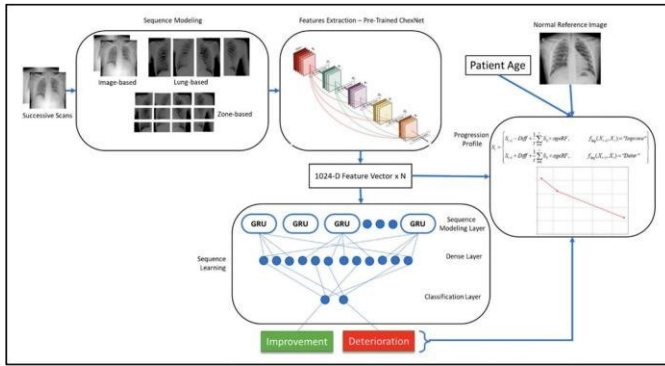 Sequence Modeling
Features Extraction – Pre-Trained ChexNet
Normal Reference Image
Patient Age
Image-based
Lung-based
Zone-based
Successive Scans
Progression
Profile
1024-D Feature Vector x N
GRU GRU GRU GRU
Sequence
Modeling Layer
Sequence
Learning
Dense Layer
Classification Layer
Improvement
Deterioration